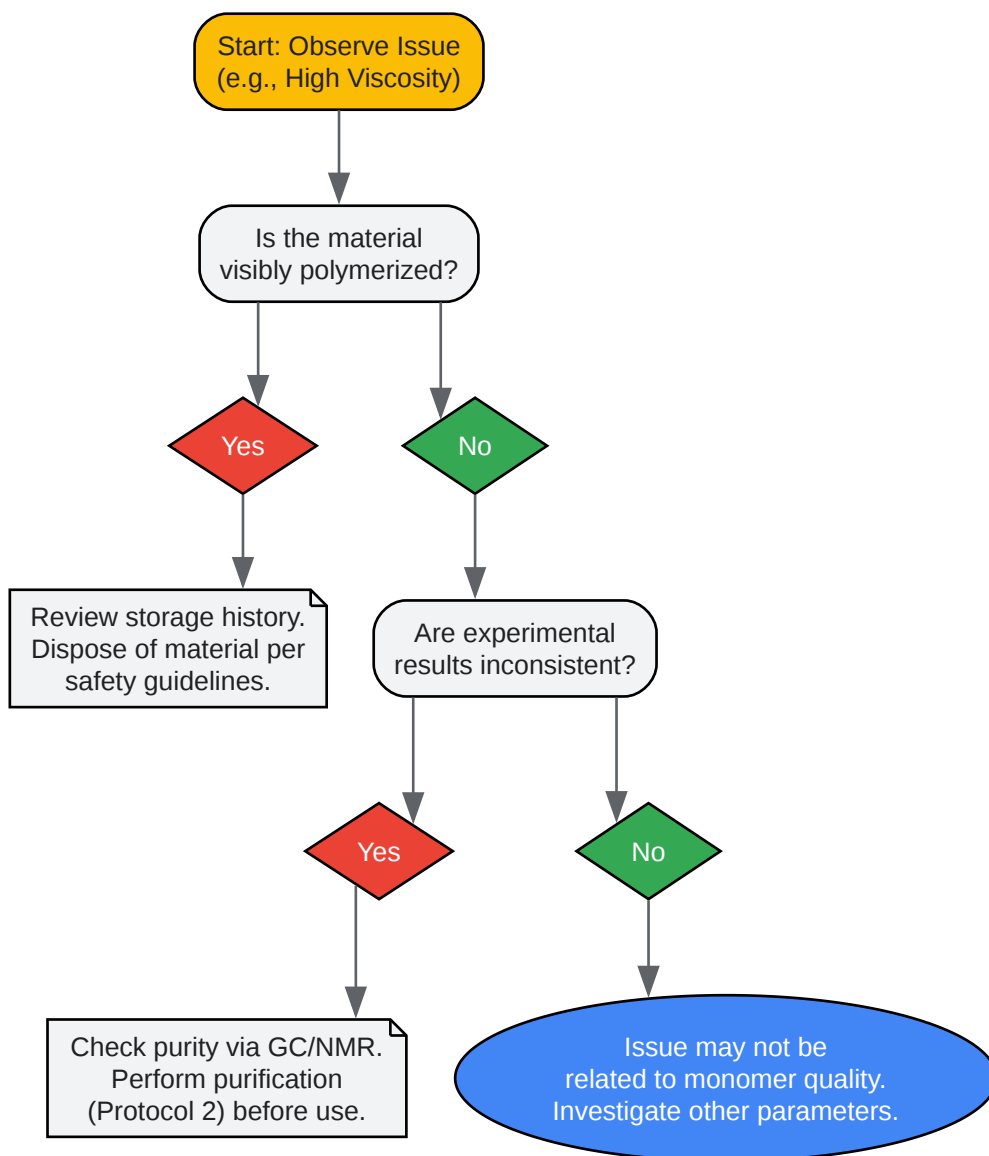 Start: Observe Issue
(e.g., High Viscosity)
Is the material
visibly polymerized?
Yes
No
Review storage history.
Dispose of material per
safety guidelines.
Are experimental
results inconsistent?
Yes
No
Check purity via GC/NMR.
Perform purification
(Protocol 2) before use.
Issue may not be
related to monomer quality.
Investigate other parameters.